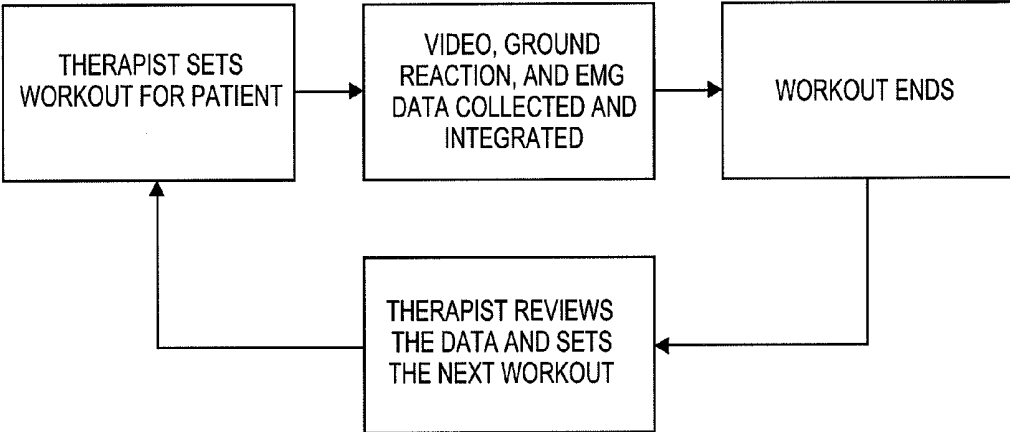 THERAPIST SETS
WORKOUT FOR PATIENT
VIDEO, GROUND
REACTION, AND EMG
DATA COLLECTED AND
INTEGRATED
WORKOUT ENDS
THERAPIST REVIEWS
THE DATA AND SETS
THE NEXT WORKOUT